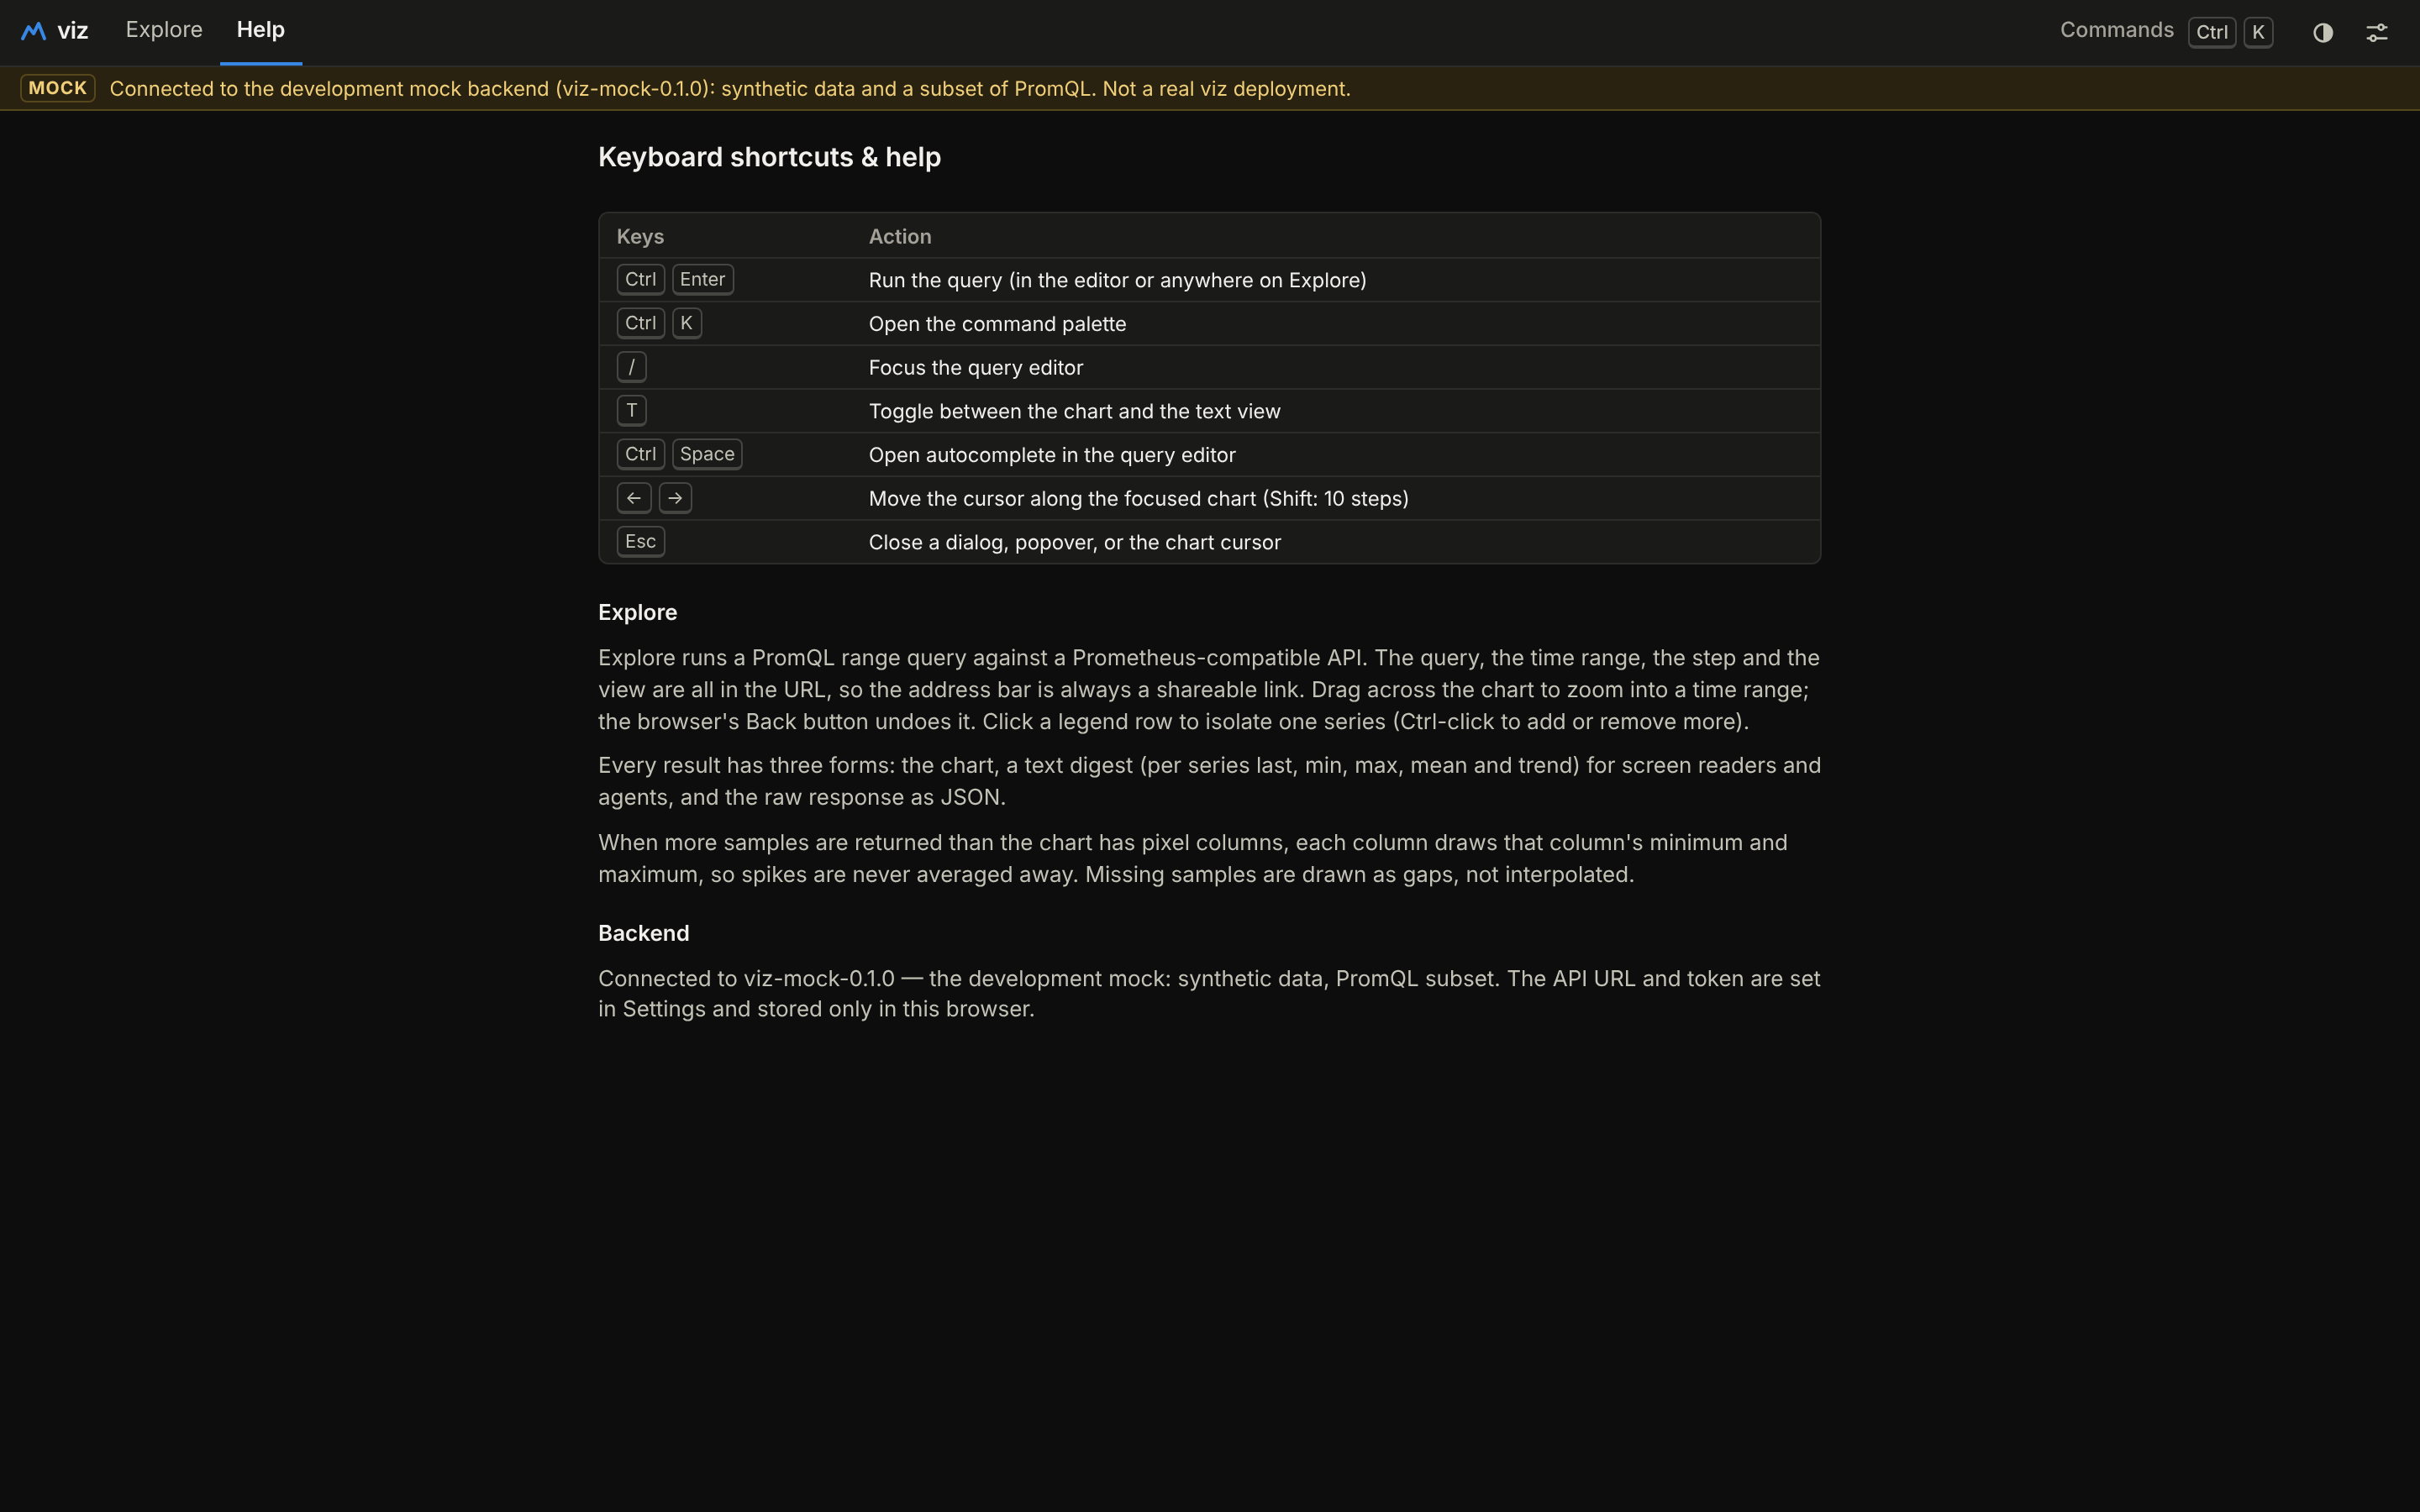 viz Explore Help Commands Ctrl K
MOCK Connected to the development mock backend (viz-mock-0.1.0): synthetic data and a subset of PromQL. Not a real viz deployment.
Keyboard shortcuts & help
Keys Action
Ctrl Enter Run the query (in the editor or anywhere on Explore)
Ctrl K Open the command palette
/ Focus the query editor
T Toggle between the chart and the text view
Ctrl Space Open autocomplete in the query editor
← → Move the cursor along the focused chart (Shift: 10 steps)
Esc Close a dialog, popover, or the chart cursor
Explore
Explore runs a PromQL range query against a Prometheus-compatible API. The query, the time range, the step and the
view are all in the URL, so the address bar is always a shareable link. Drag across the chart to zoom into a time range;
the browser's Back button undoes it. Click a legend row to isolate one series (Ctrl-click to add or remove more).
Every result has three forms: the chart, a text digest (per series last, min, max, mean and trend) for screen readers and
agents, and the raw response as JSON.
When more samples are returned than the chart has pixel columns, each column draws that column's minimum and
maximum, so spikes are never averaged away. Missing samples are drawn as gaps, not interpolated.
Backend
Connected to viz-mock-0.1.0 — the development mock: synthetic data, PromQL subset. The API URL and token are set
in Settings and stored only in this browser.